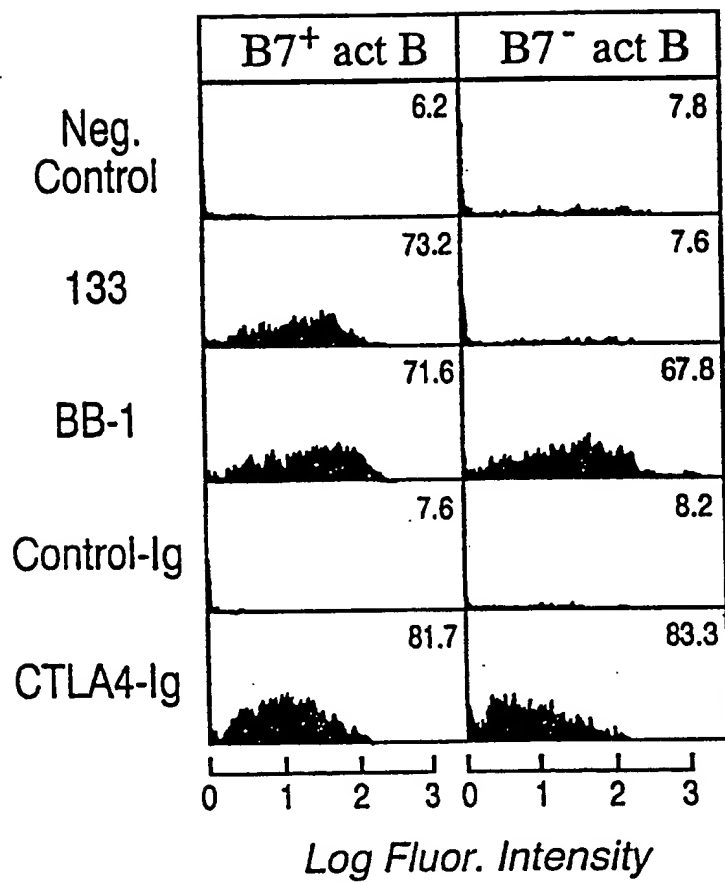 B7⁺ act B B7⁻ act B
Neg. Control 6.2 7.8
133 73.2 7.6
BB-1 71.6 67.8
Control-Ig 7.6 8.2
CTLA4-Ig 81.7 83.3
0 1 2 3 0 1 2 3
Log Fluor. Intensity